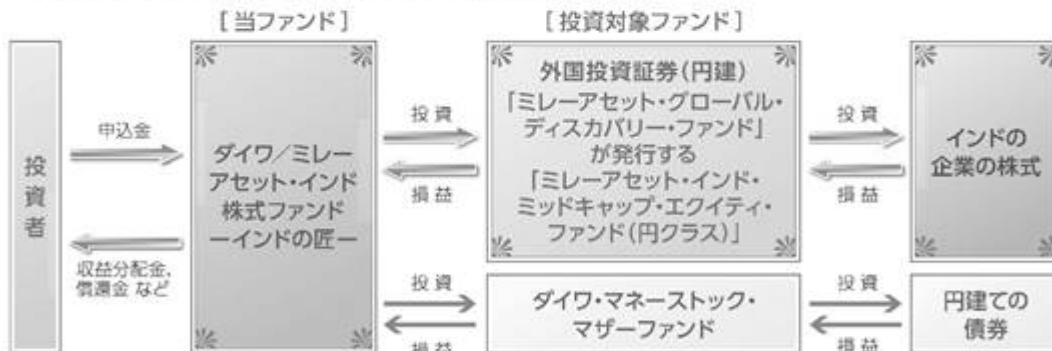 [当ファンド]
[投資対象ファンド]
投資者
申込金
収益分配金、
償還金 など
ダイワ/ミレー
アセット・インド
株式ファンド
ーインドの匠ー
投資
損益
外国投資証券(円建)
「ミレーアセット・グローバル・
ディスカバリー・ファンド」
が発行する
「ミレーアセット・インド・
ミッドキャップ・エクイティ・
ファンド(円クラス)」
投資
損益
インドの
企業の株式
投資
損益
ダイワ・マネーストック・
マザーファンド
投資
損益
円建ての
債券